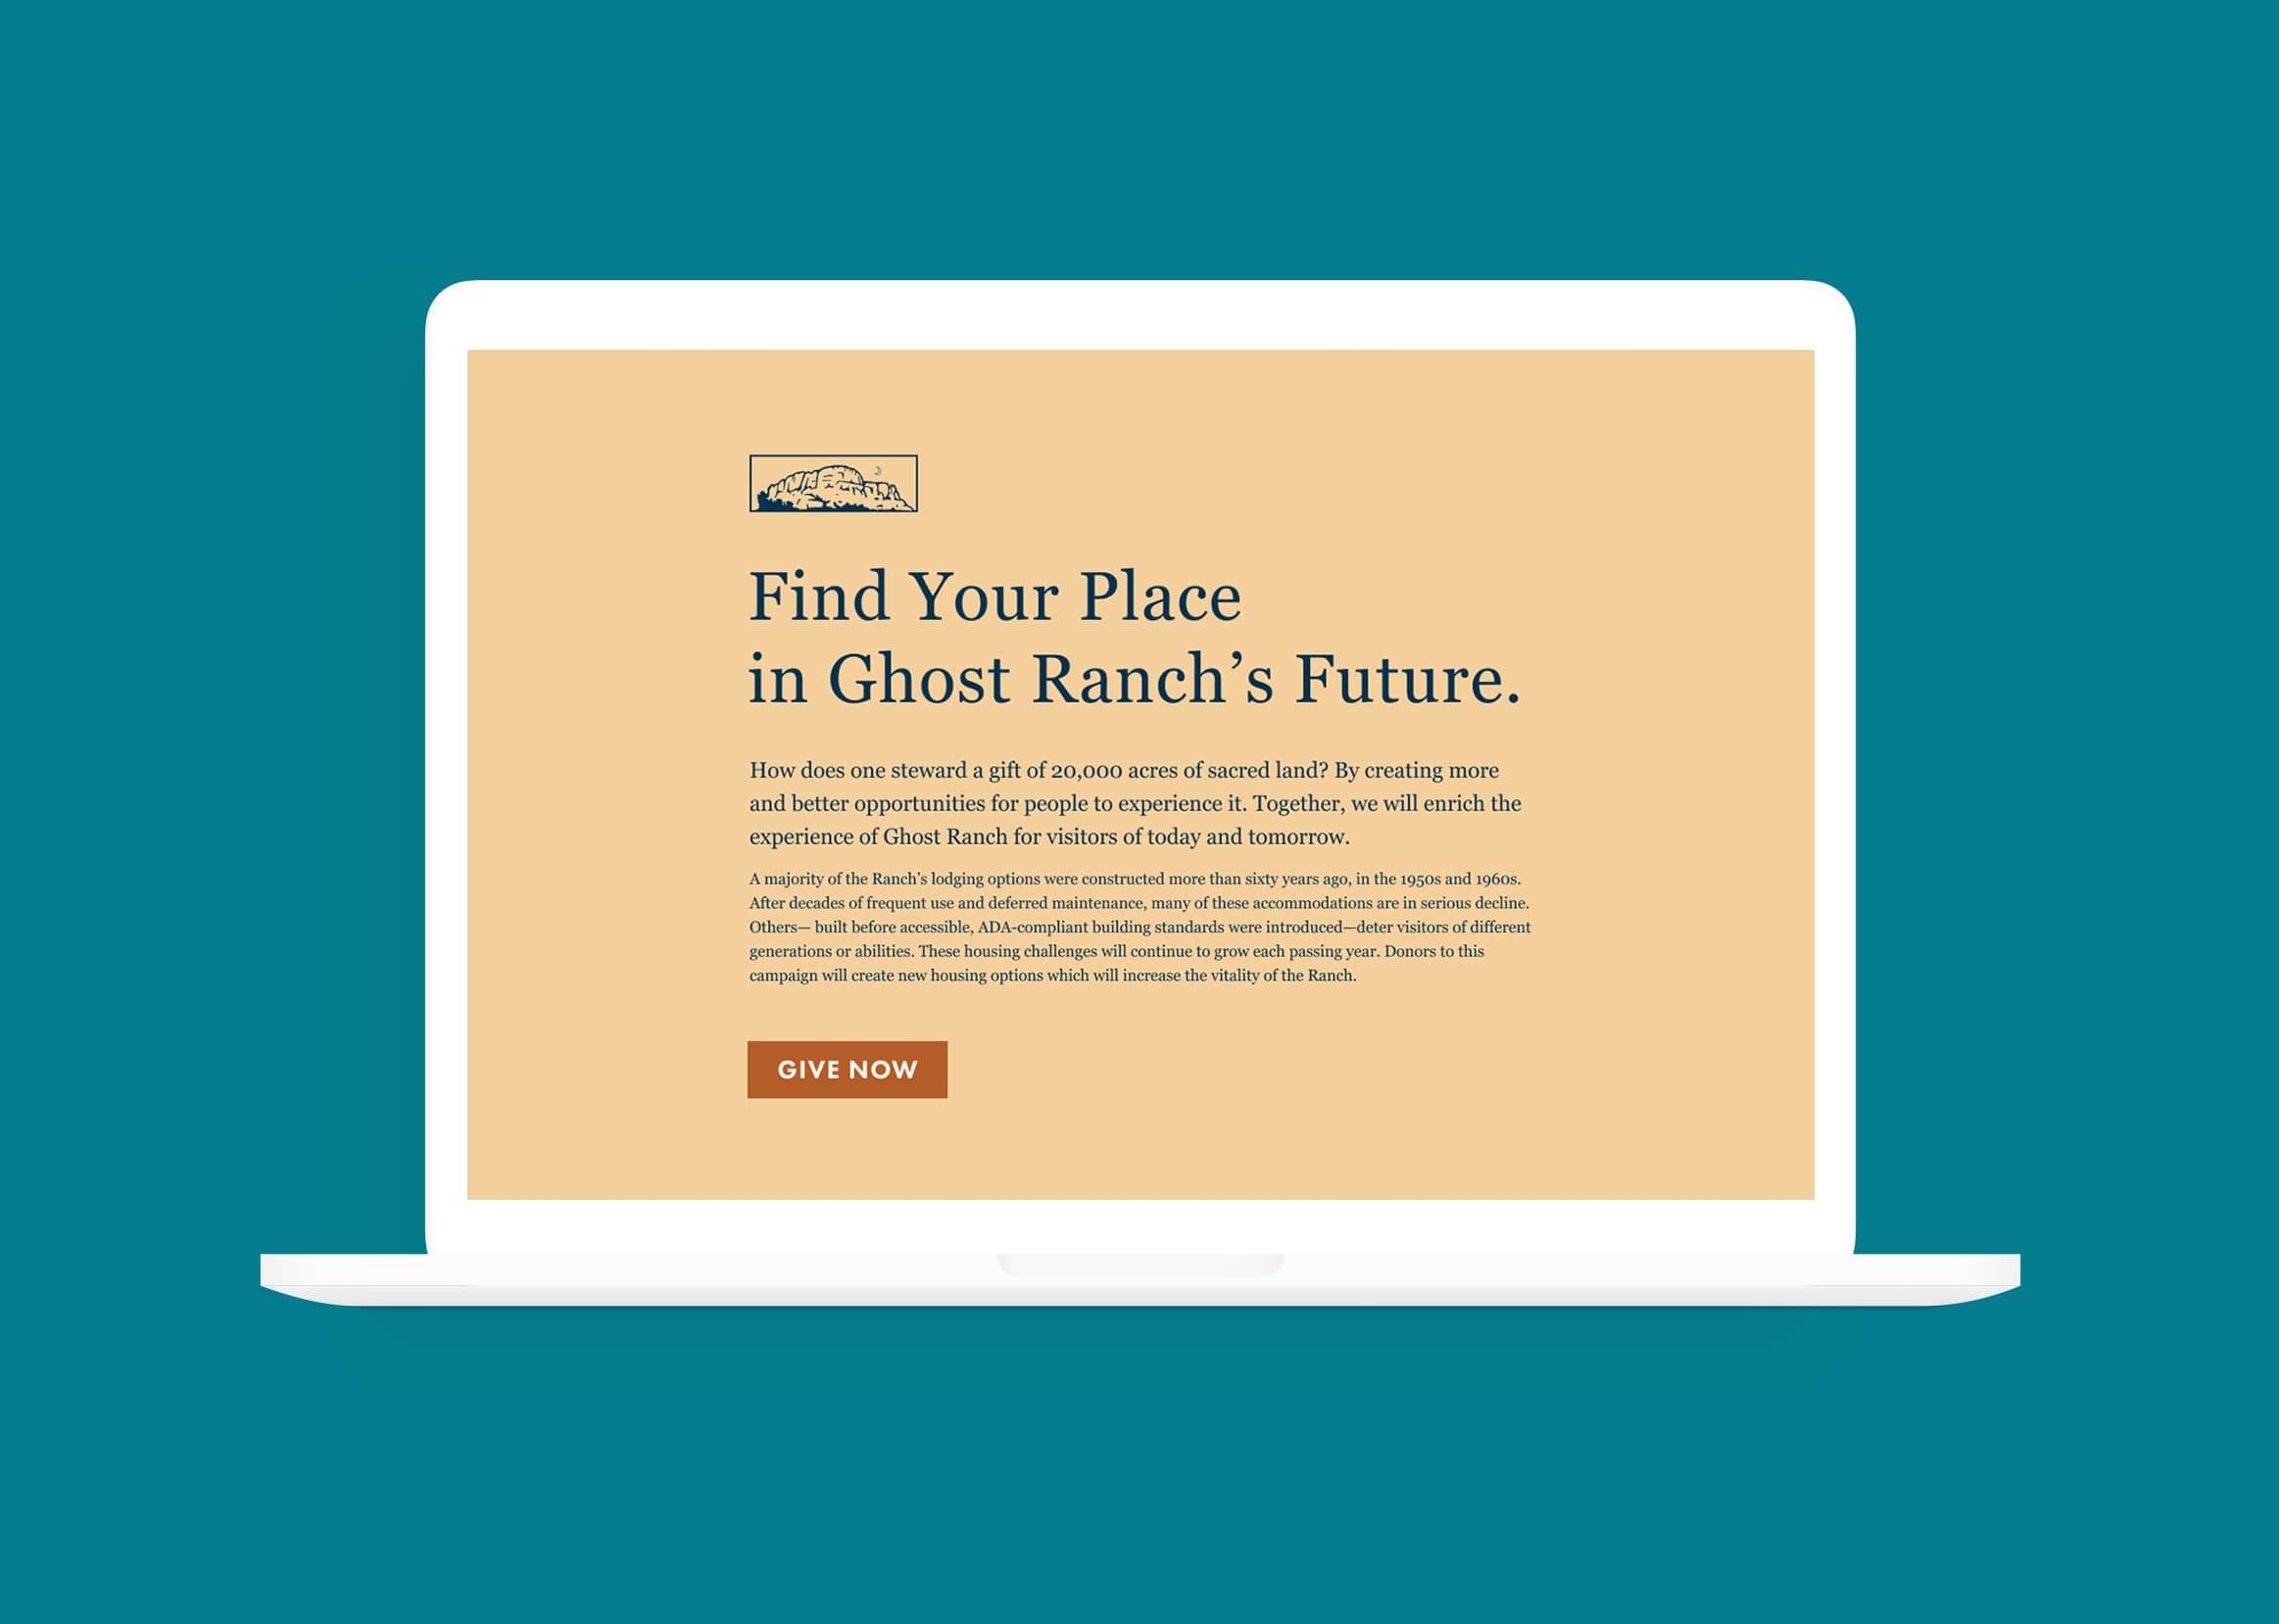 Find Your Place
in Ghost Ranch’s Future.
How does one steward a gift of 20,000 acres of sacred land? By creating more
and better opportunities for people to experience it. Together, we will enrich the
experience of Ghost Ranch for visitors of today and tomorrow.
A majority of the Ranch’s lodging options were constructed more than sixty years ago, in the 1950s and 1960s.
After decades of frequent use and deferred maintenance, many of these accommodations are in serious decline.
Others— built before accessible, ADA-compliant building standards were introduced—deter visitors of different
generations or abilities. These housing challenges will continue to grow each passing year. Donors to this
campaign will create new housing options which will increase the vitality of the Ranch.
GIVE NOW